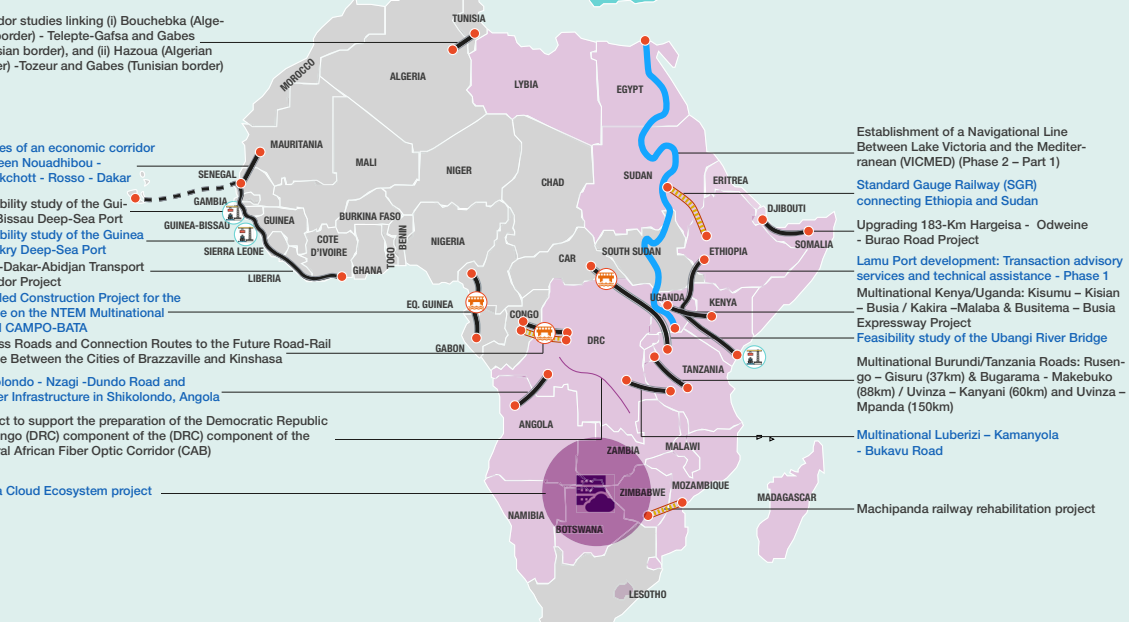 dor studies linking (i) Bouchebka (Alge-
border) - Telepte-Gafsa and Gabes
sian border), and (ii) Hazoua (Algerian
er) -Tozeur and Gabes (Tunisian border)
es of an economic corridor
een Nouadhibou -
kchott - Rosso - Dakar
bility study of the Gui-
Bissau Deep-Sea Port
bility study of the Guinea
kry Deep-Sea Port
-Dakar-Abidjan Transport
dor Project
led Construction Project for the
e on the NTEM Multinational
l CAMPO-BATA
ss Roads and Connection Routes to the Future Road-Rail
e Between the Cities of Brazzaville and Kinshasa
olondo - Nzagi -Dundo Road and
er Infrastructure in Shikolondo, Angola
ct to support the preparation of the Democratic Republic
ngo (DRC) component of the (DRC) component of the
ral African Fiber Optic Corridor (CAB)
a Cloud Ecosystem project
TUNISIA
MOROCCO
ALGERIA
LYBIA
EGYPT
MAURITANIA
MALI
NIGER
CHAD
SUDAN
ERITREA
SENEGAL
GAMBIA
GUINEA-BISSAU
GUINEA
SIERRA LEONE
LIBERIA
COTE
D'IVOIRE
BURKINA FASO
GHANA
TOGO
BENIN
NIGERIA
DJIBOUTI
SOMALIA
ETHIOPIA
SOUTH SUDAN
CAR
EQ. GUINEA
GABON
CONGO
DRC
UGANDA
KENYA
TANZANIA
ANGOLA
ZAMBIA
MALAWI
MOZAMBIQUE
ZIMBABWE
MADAGASCAR
NAMIBIA
BOTSWANA
LESOTHO
Establishment of a Navigational Line
Between Lake Victoria and the Mediter-
ranean (VICMED) (Phase 2 – Part 1)
Standard Gauge Railway (SGR)
connecting Ethiopia and Sudan
Upgrading 183-Km Hargeisa - Odweine
- Burao Road Project
Lamu Port development: Transaction advisory
services and technical assistance - Phase 1
Multinational Kenya/Uganda: Kisumu – Kisian
– Busia / Kakira –Malaba & Busitema – Busia
Expressway Project
Feasibility study of the Ubangi River Bridge
Multinational Burundi/Tanzania Roads: Rusen-
go – Gisuru (37km) & Bugarama - Makebuko
(88km) / Uvinza – Kanyani (60km) and Uvinza –
Mpanda (150km)
Multinational Luberizi – Kamanyola
- Bukavu Road
Machipanda railway rehabilitation project